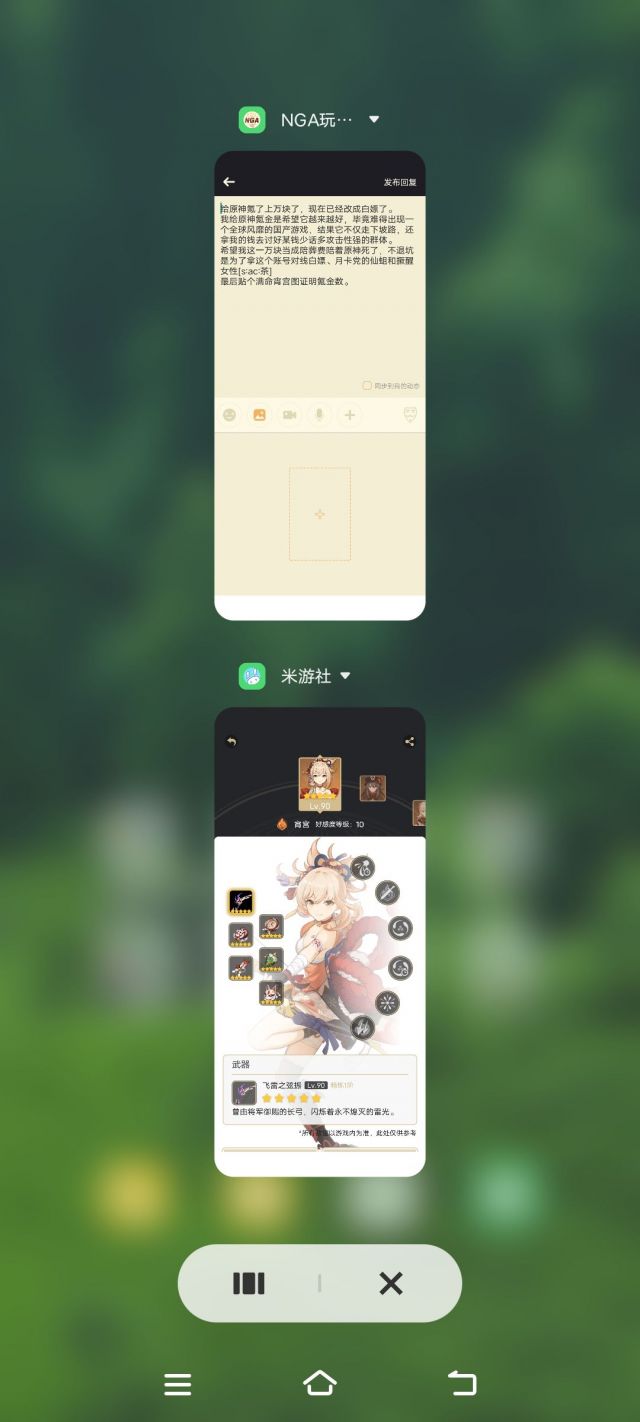 NGA玩…
发布回复
给原神氪了上万块了，现在已经改成白嫖了。
我给原神氪金是希望它越来越好，毕竟难得出现一
个全球风靡的国产游戏，结果它不仅走下坡路，还
拿我的钱去讨好某钱少话多攻击性强的群体。
希望我这一万块当成陪葬费陪着原神死了，不退坑
是为了拿这个账号对线白嫖、月卡党的仙蛆和撅醒
女性[s:ac:茶]
最后贴个满命宵宫图证明氪金数。
同步到我的动态
米游社
Lv.90
宵宫 好感度等级：10
武器
飞雷之弦振 Lv.90 精炼1阶
曾由将军御赐的长弓，闪烁着永不熄灭的雷光。
以游戏内为准，此处仅供参考